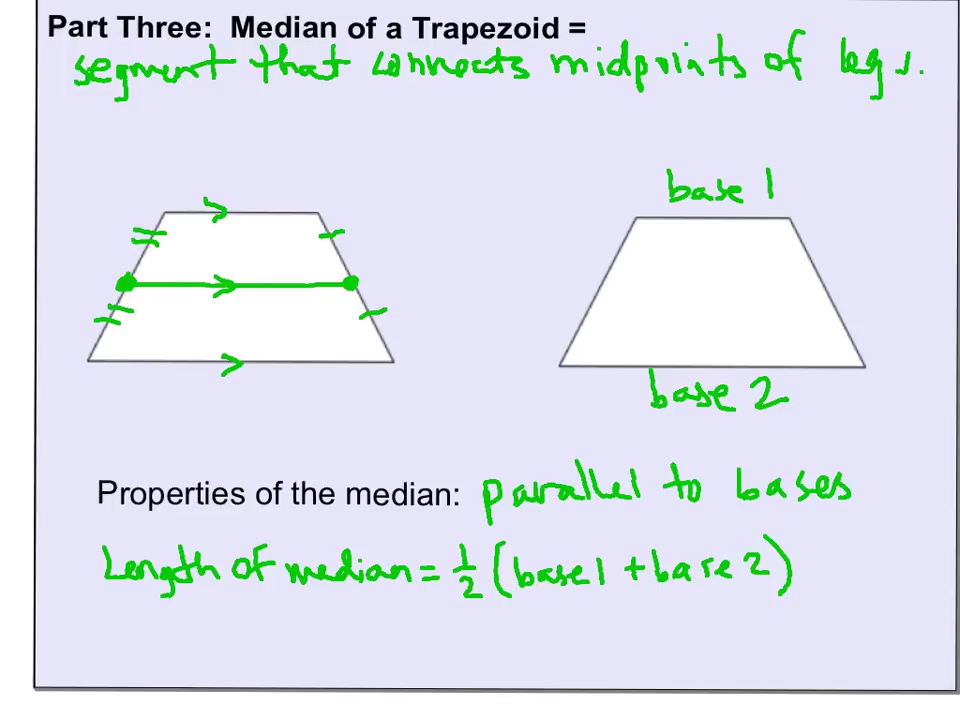 Part Three: Median of a Trapezoid =
segment that connects midpoints of legs.
base 1
base 2
Properties of the median: parallel to bases
Length of median = 1/2 (base 1 + base 2)